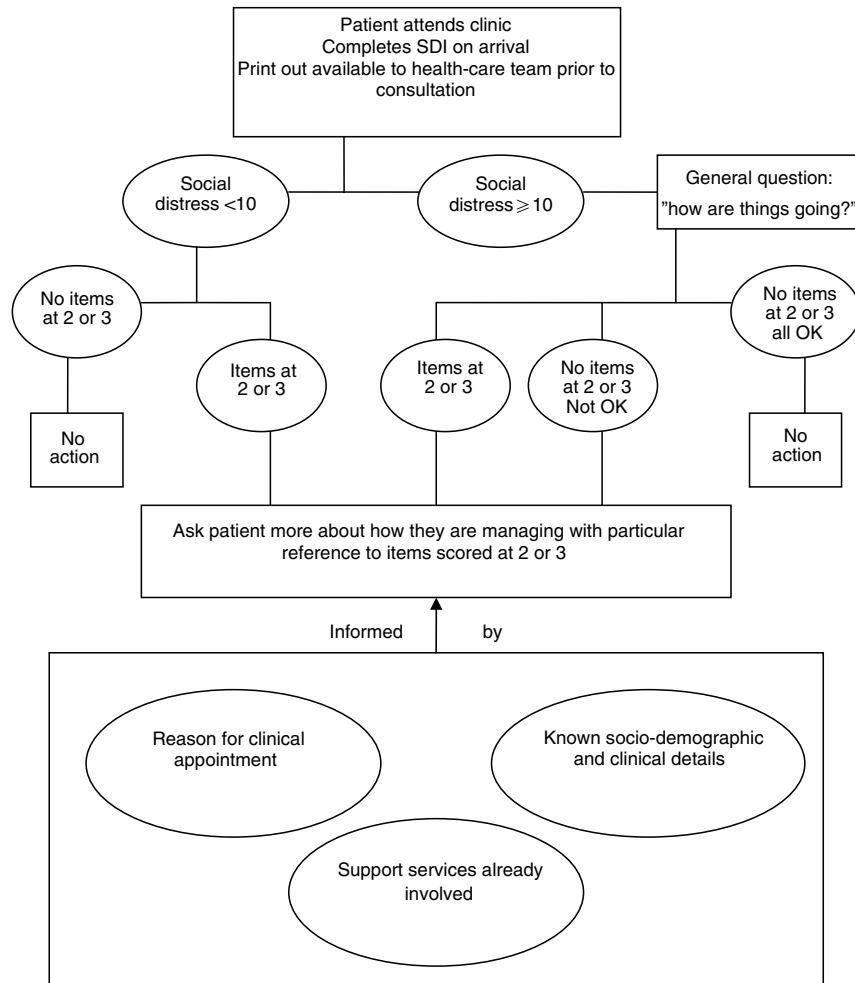 Patient attends clinic
Completes SDI on arrival
Print out available to health-care team prior to
consultation
Social
distress <10
Social
distress ⩾ 10
General question:
”how are things going?”
No items
at 2 or 3
Items at
2 or 3
Items at
2 or 3
No items
at 2 or 3
Not OK
No items
at 2 or 3
all OK
No
action
No
action
Ask patient more about how they are managing with particular
reference to items scored at 2 or 3
Informed by
Reason for clinical
appointment
Known socio-demographic
and clinical details
Support services already
involved